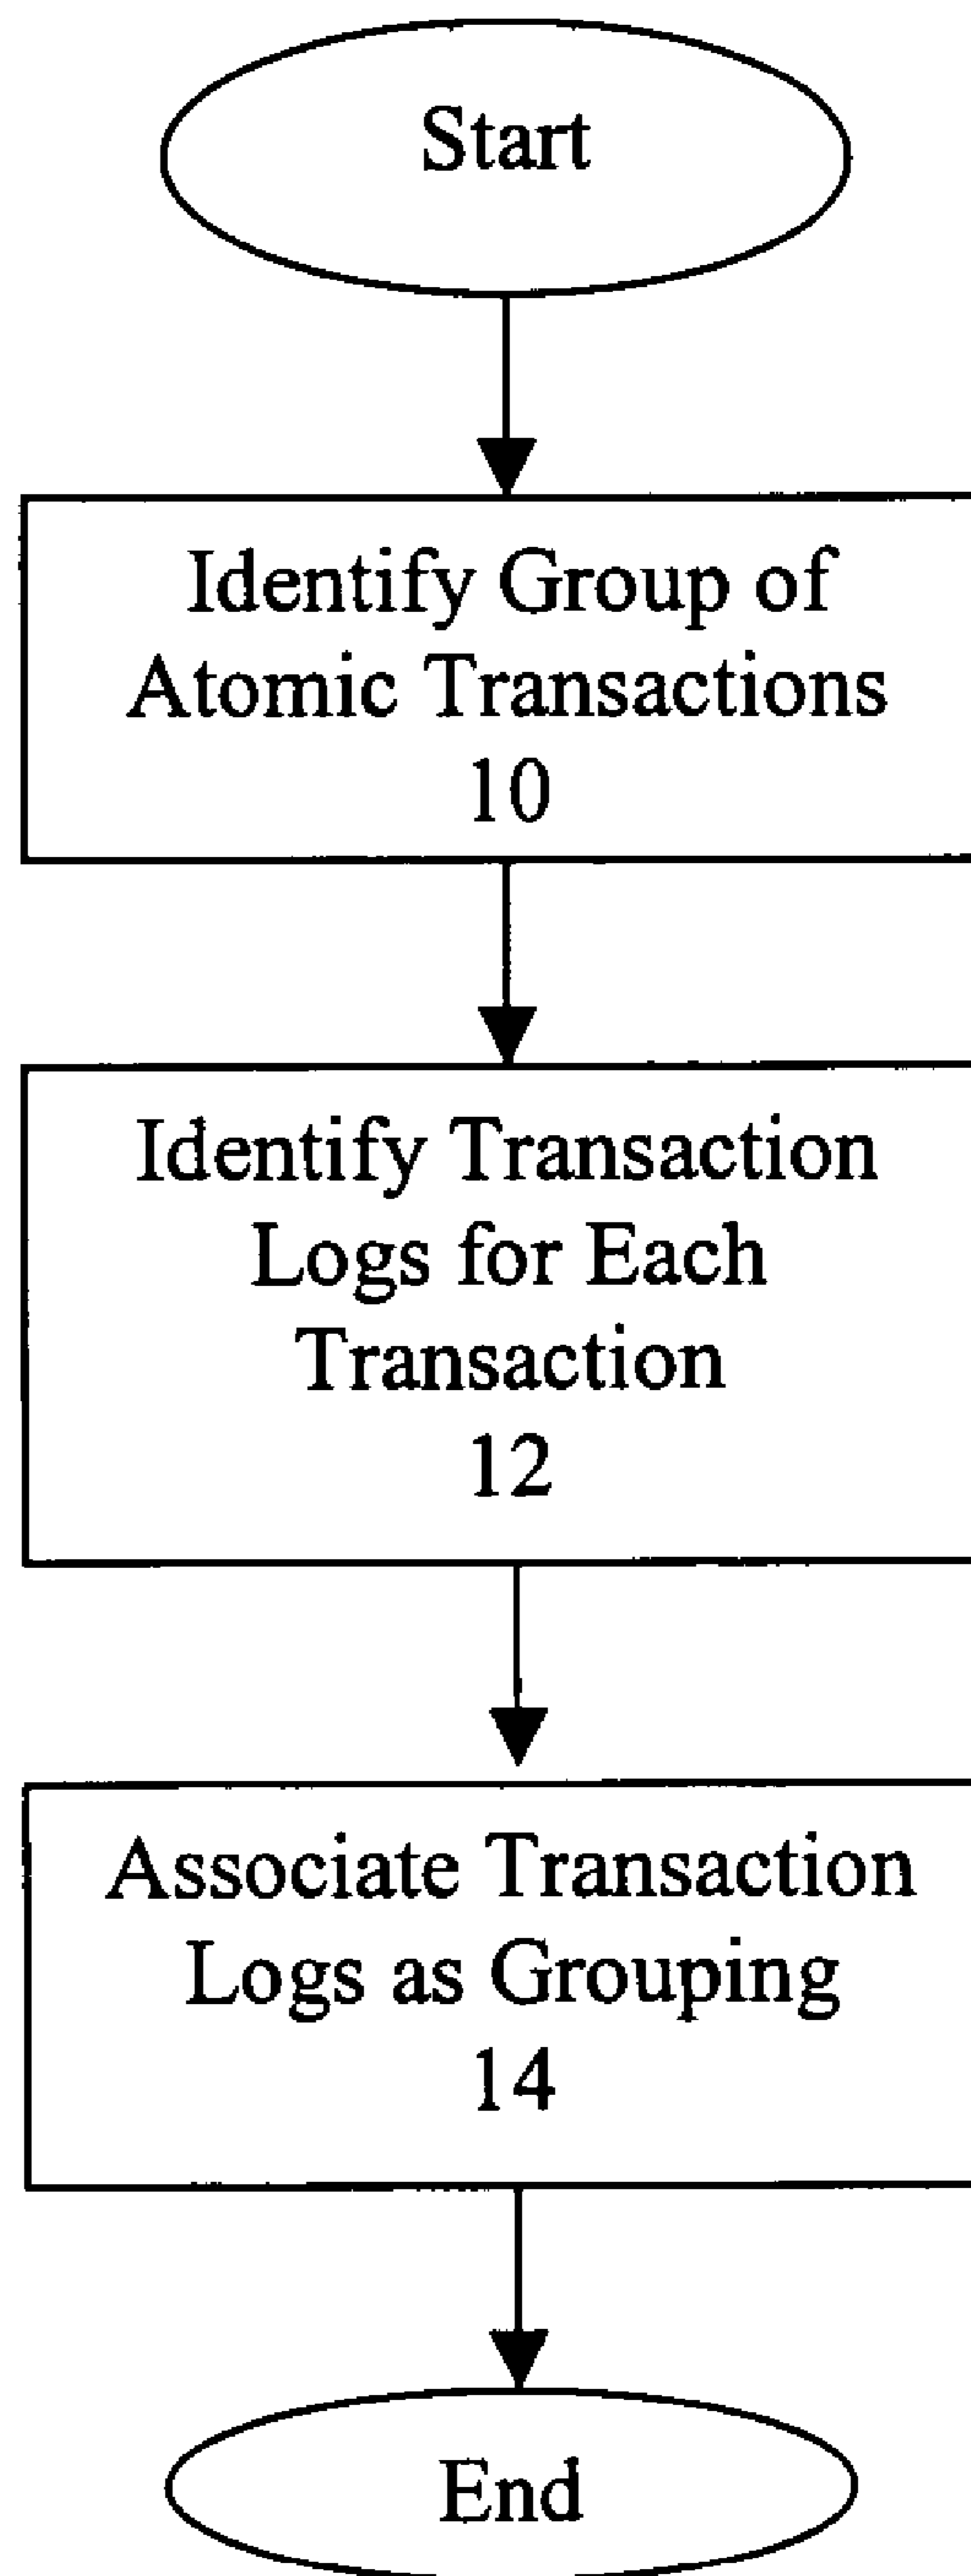 Start
Identify Group of
Atomic Transactions
10
Identify Transaction
Logs for Each
Transaction
12
Associate Transaction
Logs as Grouping
14
End